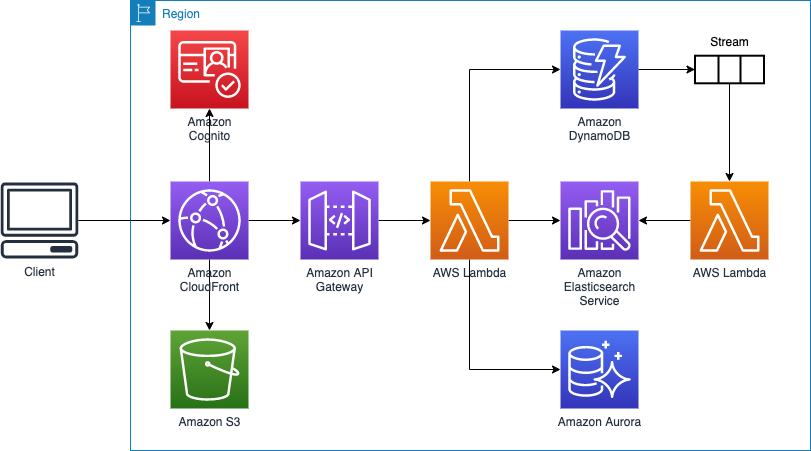 Region
Stream
Amazon
Cognito
Amazon
DynamoDB
Client
Amazon
CloudFront
Amazon API
Gateway
AWS Lambda
Amazon
Elasticsearch
Service
AWS Lambda
Amazon S3
Amazon Aurora